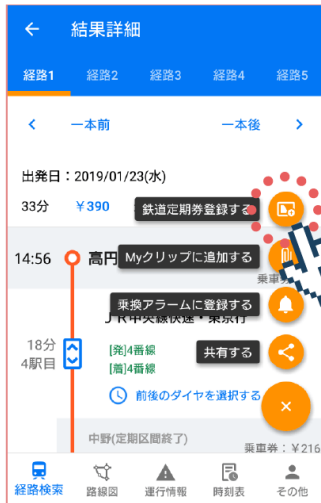 結果詳細
経路1 経路2 経路3 経路4 経路5
一本前 一本後
出発日：2019/01/23(水)
33分 ￥390
鉄道定期券登録する
14:56 高円
Myクリップに追加する
乗車
乗換アラームに登録する
ＪＲ中央線快速・東京行
18分
4駅目
[発]4番線
[着]4番線
共有する
前後のダイヤを選択する
中野(定期区間終了)
乗車券：￥216
経路検索 路線図 運行情報 時刻表 その他